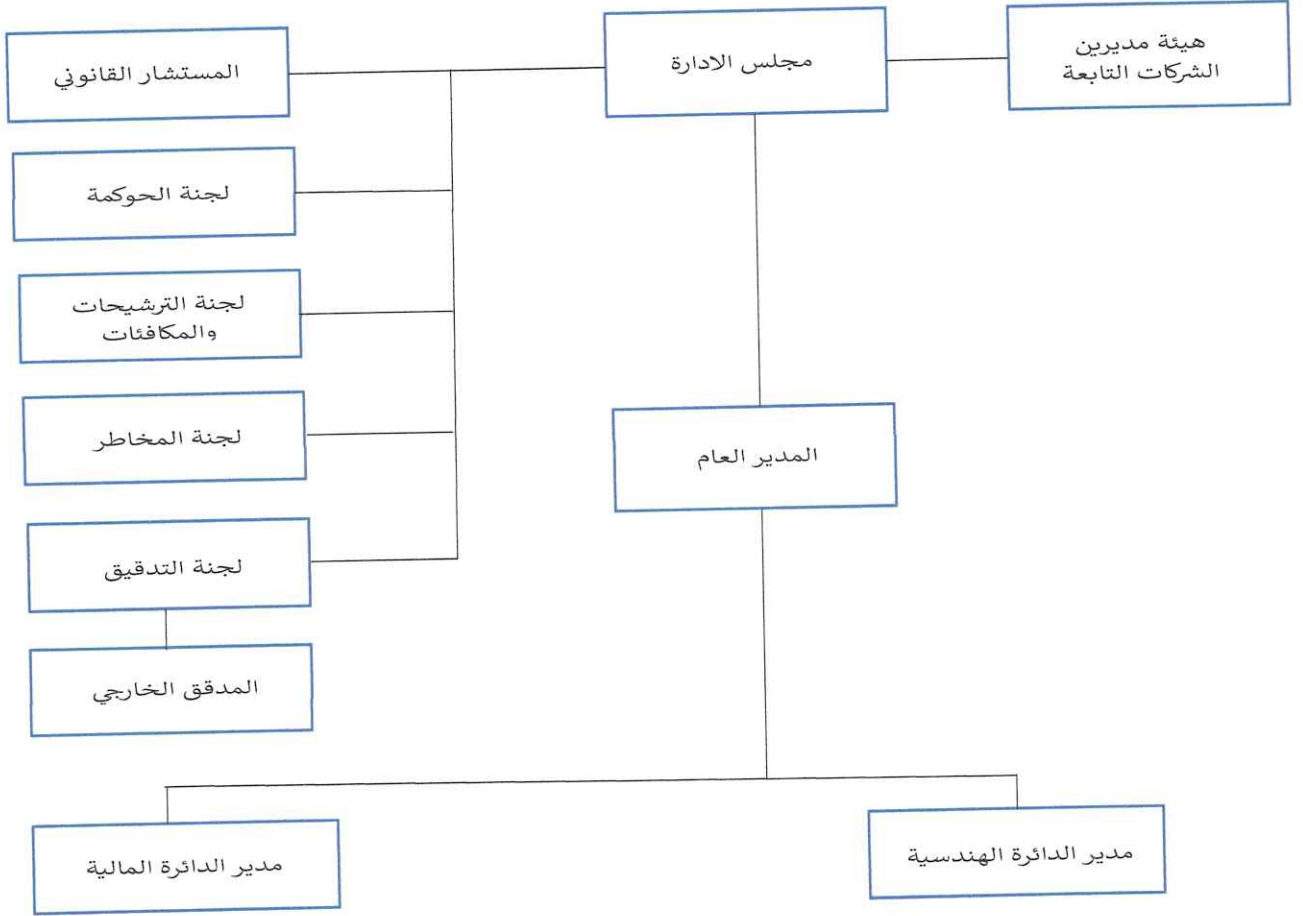 هيئة مديرين
الشركات التابعة
مجلس الادارة
المستشار القانوني
لجنة الحوكمة
لجنة الترشيحات
والمكافئات
لجنة المخاطر
المدير العام
لجنة التدقيق
المدقق الخارجي
مدير الدائرة الهندسية
مدير الدائرة المالية